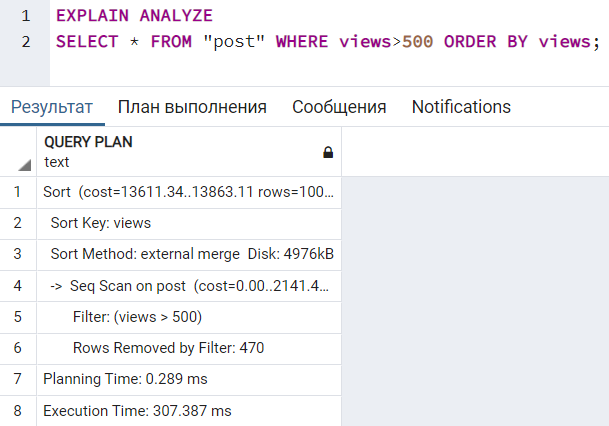 1 EXPLAIN ANALYZE
2 SELECT * FROM "post" WHERE views>500 ORDER BY views;
Результат План выполнения Сообщения Notifications
QUERY PLAN
text
1 Sort (cost=13611.34..13863.11 rows=100...
2 Sort Key: views
3 Sort Method: external merge Disk: 4976kB
4 -> Seq Scan on post (cost=0.00..2141.4...
5 Filter: (views > 500)
6 Rows Removed by Filter: 470
7 Planning Time: 0.289 ms
8 Execution Time: 307.387 ms